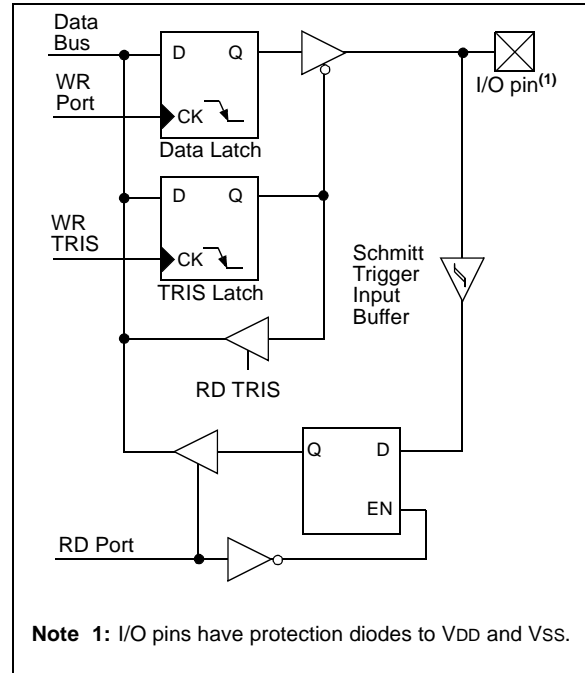 Data
Bus
D Q
WR
Port
CK
Data Latch
I/O pin(1)
D Q
WR
TRIS
CK
TRIS Latch
Schmitt
Trigger
Input
Buffer
RD TRIS
Q D
EN
RD Port
Note 1: I/O pins have protection diodes to VDD and VSS.